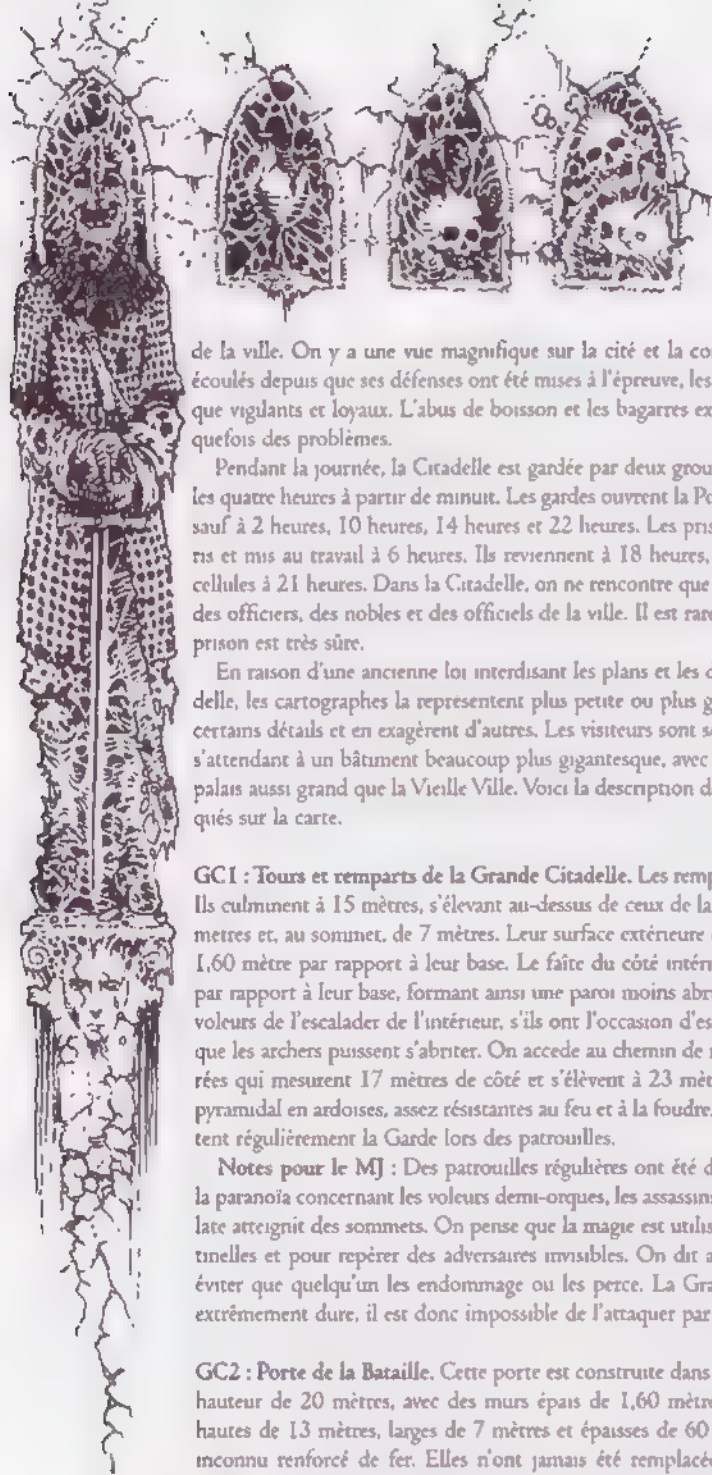 de la ville. On y a une vue magnifique sur la cité et la co
écoulés depuis que ses défenses ont été mises à l'épreuve, les
que vigilants et loyaux. L'abus de boisson et les bagarres ex
quefois des problèmes.
Pendant la journée, la Citadelle est gardée par deux grou
les quatre heures à partir de minuit. Les gardes ouvrent la Po
sauf à 2 heures, 10 heures, 14 heures et 22 heures. Les pris
ris et mis au travail à 6 heures. Ils reviennent à 18 heures,
cellules à 21 heures. Dans la Citadelle, on ne rencontre que
des officiers, des nobles et des officiels de la ville. Il est rare
prison est très sûre.
En raison d'une ancienne loi interdisant les plans et les d
delle, les cartographes la représentent plus petite ou plus g
certains détails et en exagèrent d'autres. Les visiteurs sont s
s'attendant à un bâtiment beaucoup plus gigantesque, avec
palais aussi grand que la Vieille Ville. Voici la description d
qués sur la carte.
GC1 : Tours et remparts de la Grande Citadelle. Les remp
Ils culminent à 15 mètres, s'élevant au-dessus de ceux de la
metres et, au sommet, de 7 mètres. Leur surface extérieure
1,60 mètre par rapport à leur base. Le faîte du côté intéri
par rapport à leur base, formant ainsi une paroi moins abr
voleurs de l'escalader de l'intérieur, s'ils ont l'occasion d'es
que les archers puissent s'abriter. On accede au chemin de
rées qui mesurent 17 mètres de côté et s'élèvent à 23 mèt
pyramidal en ardoises, assez résistantes au feu et à la foudre.
tent régulièrement la Garde lors des patrouilles.
Notes pour le MJ : Des patrouilles régulières ont été d
la paranoïa concernant les voleurs demi-orques, les assassins
late atteignit des sommets. On pense que la magie est utilis
tinelles et pour repérer des adversaires invisibles. On dit a
éviter que quelqu'un les endommage ou les perce. La Gra
extrêmement dure, il est donc impossible de l'attaquer par
GC2 : Porte de la Bataille. Cette porte est construite dans
hauteur de 20 mètres, avec des murs épais de 1,60 mètre
hautes de 13 mètres, larges de 7 mètres et épaisses de 60
inconnu renforcé de fer. Elles n'ont jamais été remplacée